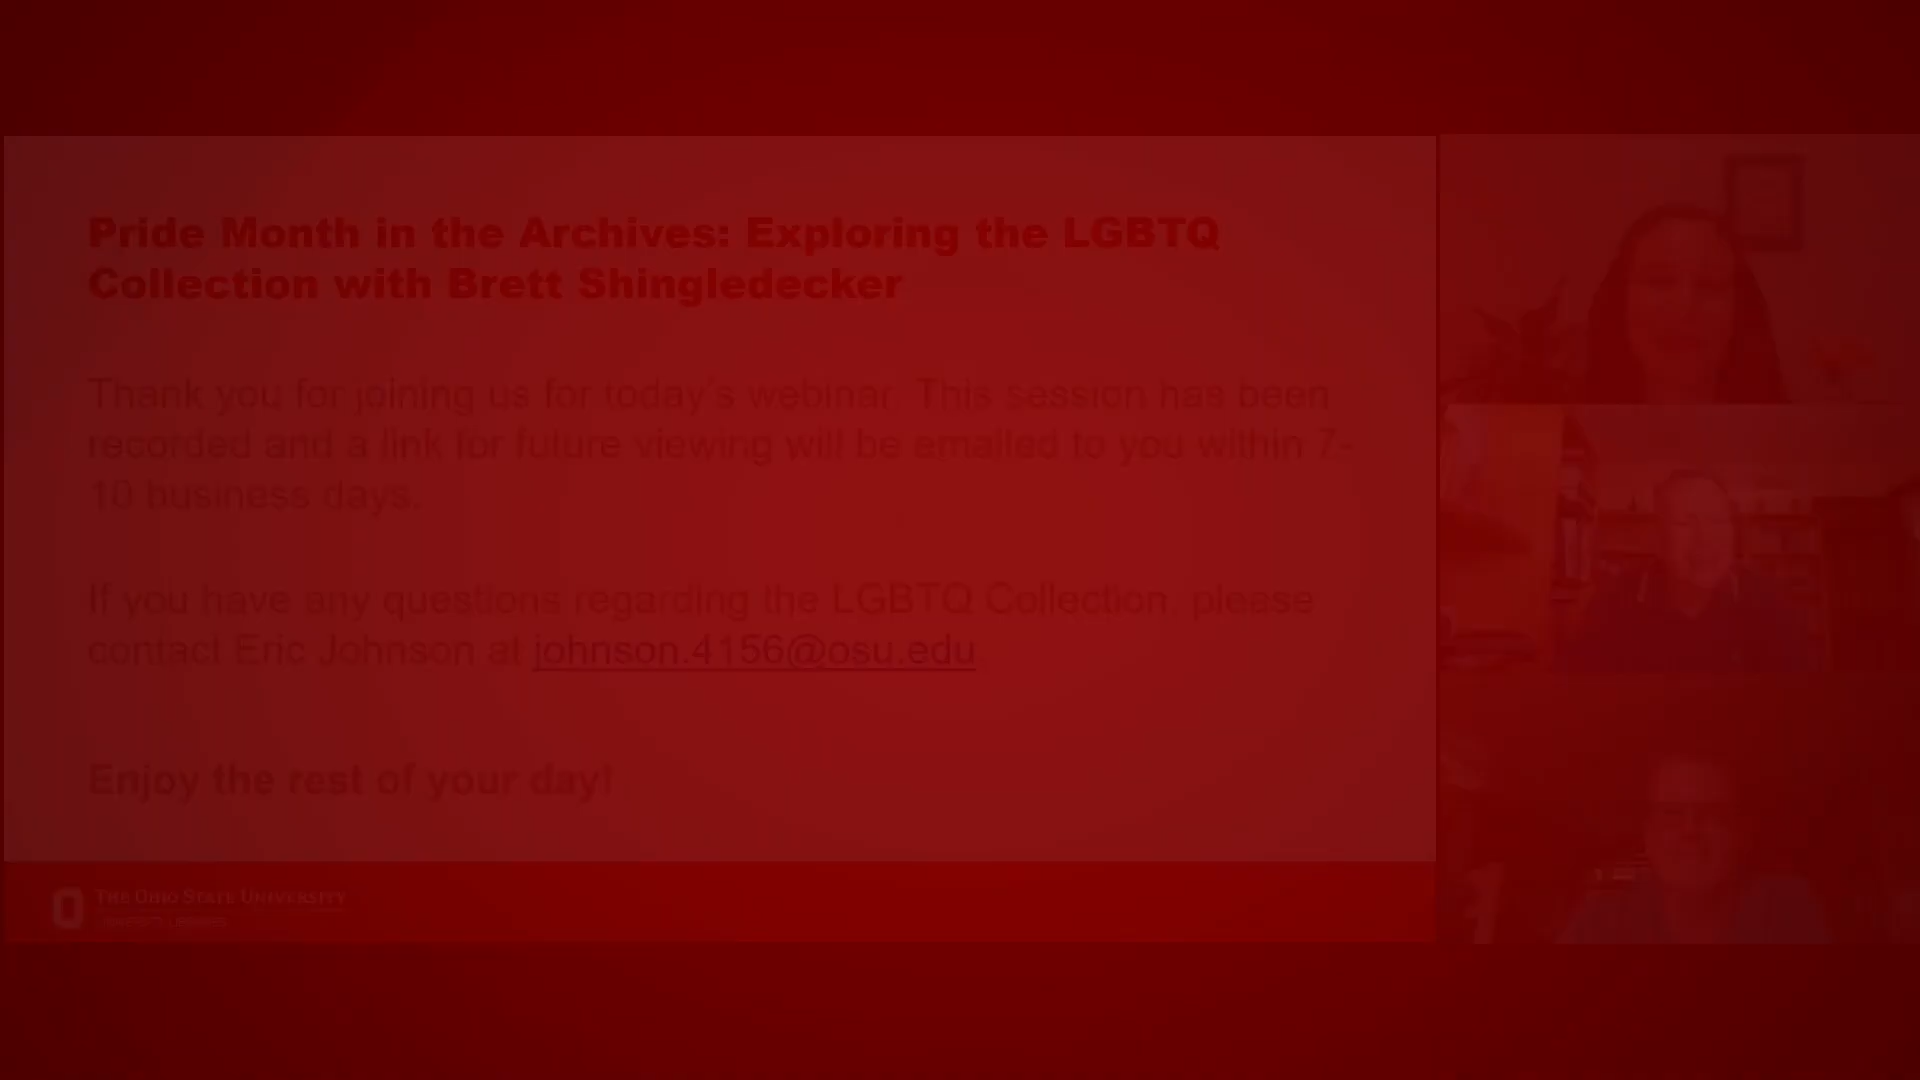 Pride Month in the Archives: Exploring the LGBTQ
Collection with Brett Shingledecker
Thank you for joining us for today's webinar. This session has been
recorded and a link for future viewing will be emailed to you within 7-
10 business days.
If you have any questions regarding the LGBTQ Collection, please
contact Eric Johnson at johnson.4156@osu.edu
Enjoy the rest of your day!
THE OHIO STATE UNIVERSITY
UNIVERSITY LIBRARIES